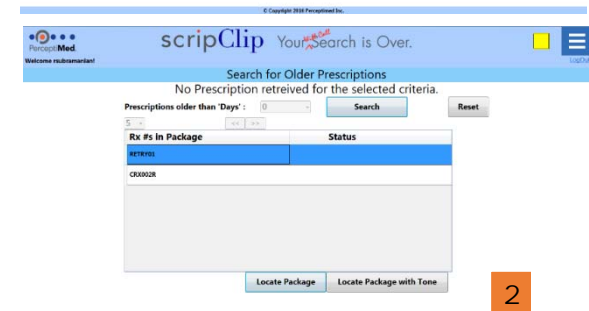 © Copyright 2016 Perceptimed Inc.
PerceptiMed
scripClip Your Search is Over.
Welcome rsubramanian!
LogOut
Search for Older Prescriptions
No Prescription retreived for the selected criteria.
Prescriptions older than 'Days' : 0 Search Reset
5 << >>
Rx #s in Package Status
RETRY01
CRX002R
Locate Package Locate Package with Tone
2